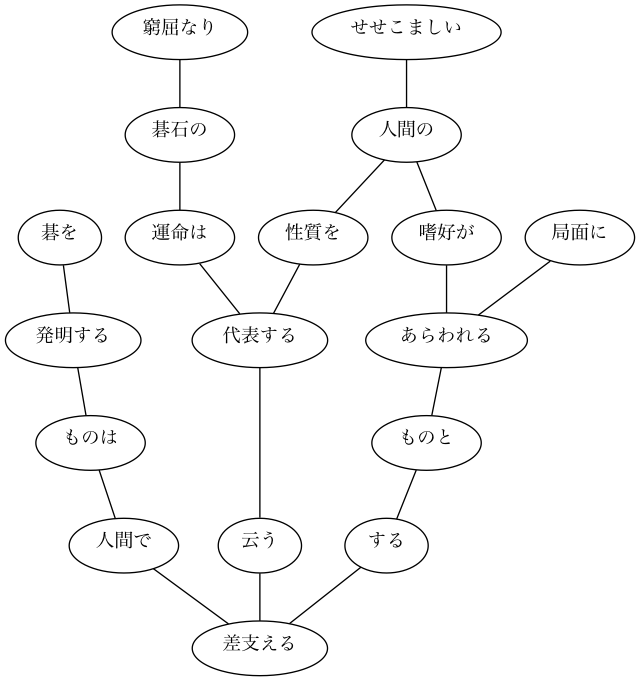 窮屈なり
せせこましい
碁石の
人間の
碁を
運命は
性質を
嗜好が
局面に
発明する
代表する
あらわれる
ものは
ものと
人間で
云う
する
差支える